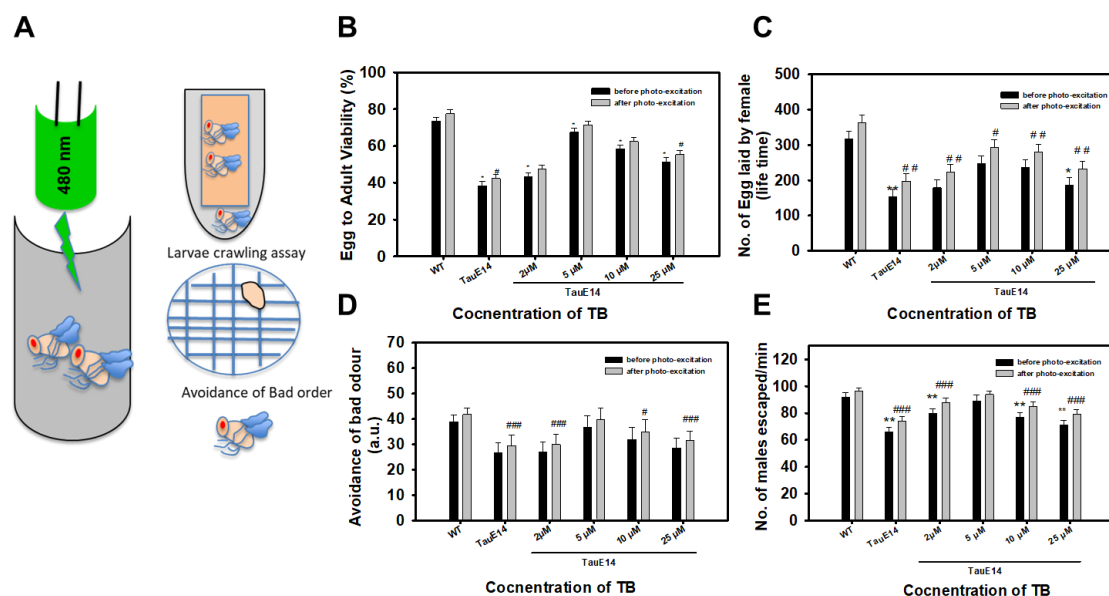 A
480 nm
Larvae crawling assay
Avoidance of Bad order
B
Egg to Adult Viability (%)
100
80
60
40
20
0
before photo-excitation
after photo-excitation
*
*
#
*
*
*
*
#
WT
TauE14
2µM
5 µM
10 µM
25 µM
TauE14
Cocnentration of TB
C
No. of Egg laid by female
(life time)
500
400
300
200
100
0
before photo-excitation
after photo-excitation
**
# #
# #
#
# #
*
# #
WT
TauE14
2µM
5 µM
10 µM
25 µM
TauE14
Cocnentration of TB
D
Avoidance of bad odour
(a.u.)
70
60
50
40
30
20
10
0
before photo-excitation
after photo-excitation
###
###
#
###
WT
TauE14
2µM
5 µM
10 µM
25 µM
TauE14
Cocnentration of TB
E
No. of males escaped/min
120
100
80
60
40
20
0
before photo-excitation
after photo-excitation
**
###
**
###
**
###
**
###
WT
TauE14
2µM
5 µM
10 µM
25 µM
TauE14
Cocnentration of TB